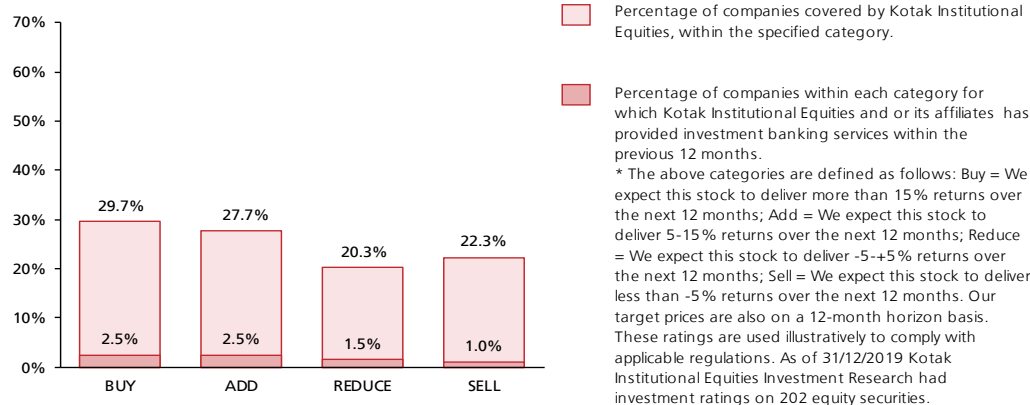 70%
60%
50%
40%
30%
20%
10%
0%
29.7%
27.7%
20.3%
22.3%
2.5%
2.5%
1.5%
1.0%
BUY
ADD
REDUCE
SELL
Percentage of companies covered by Kotak Institutional
Equities, within the specified category.
Percentage of companies within each category for
which Kotak Institutional Equities and or its affiliates has
provided investment banking services within the
previous 12 months.
* The above categories are defined as follows: Buy = We
expect this stock to deliver more than 15% returns over
the next 12 months; Add = We expect this stock to
deliver 5-15% returns over the next 12 months; Reduce
= We expect this stock to deliver -5-+5% returns over
the next 12 months; Sell = We expect this stock to deliver
less than -5% returns over the next 12 months. Our
target prices are also on a 12-month horizon basis.
These ratings are used illustratively to comply with
applicable regulations. As of 31/12/2019 Kotak
Institutional Equities Investment Research had
investment ratings on 202 equity securities.